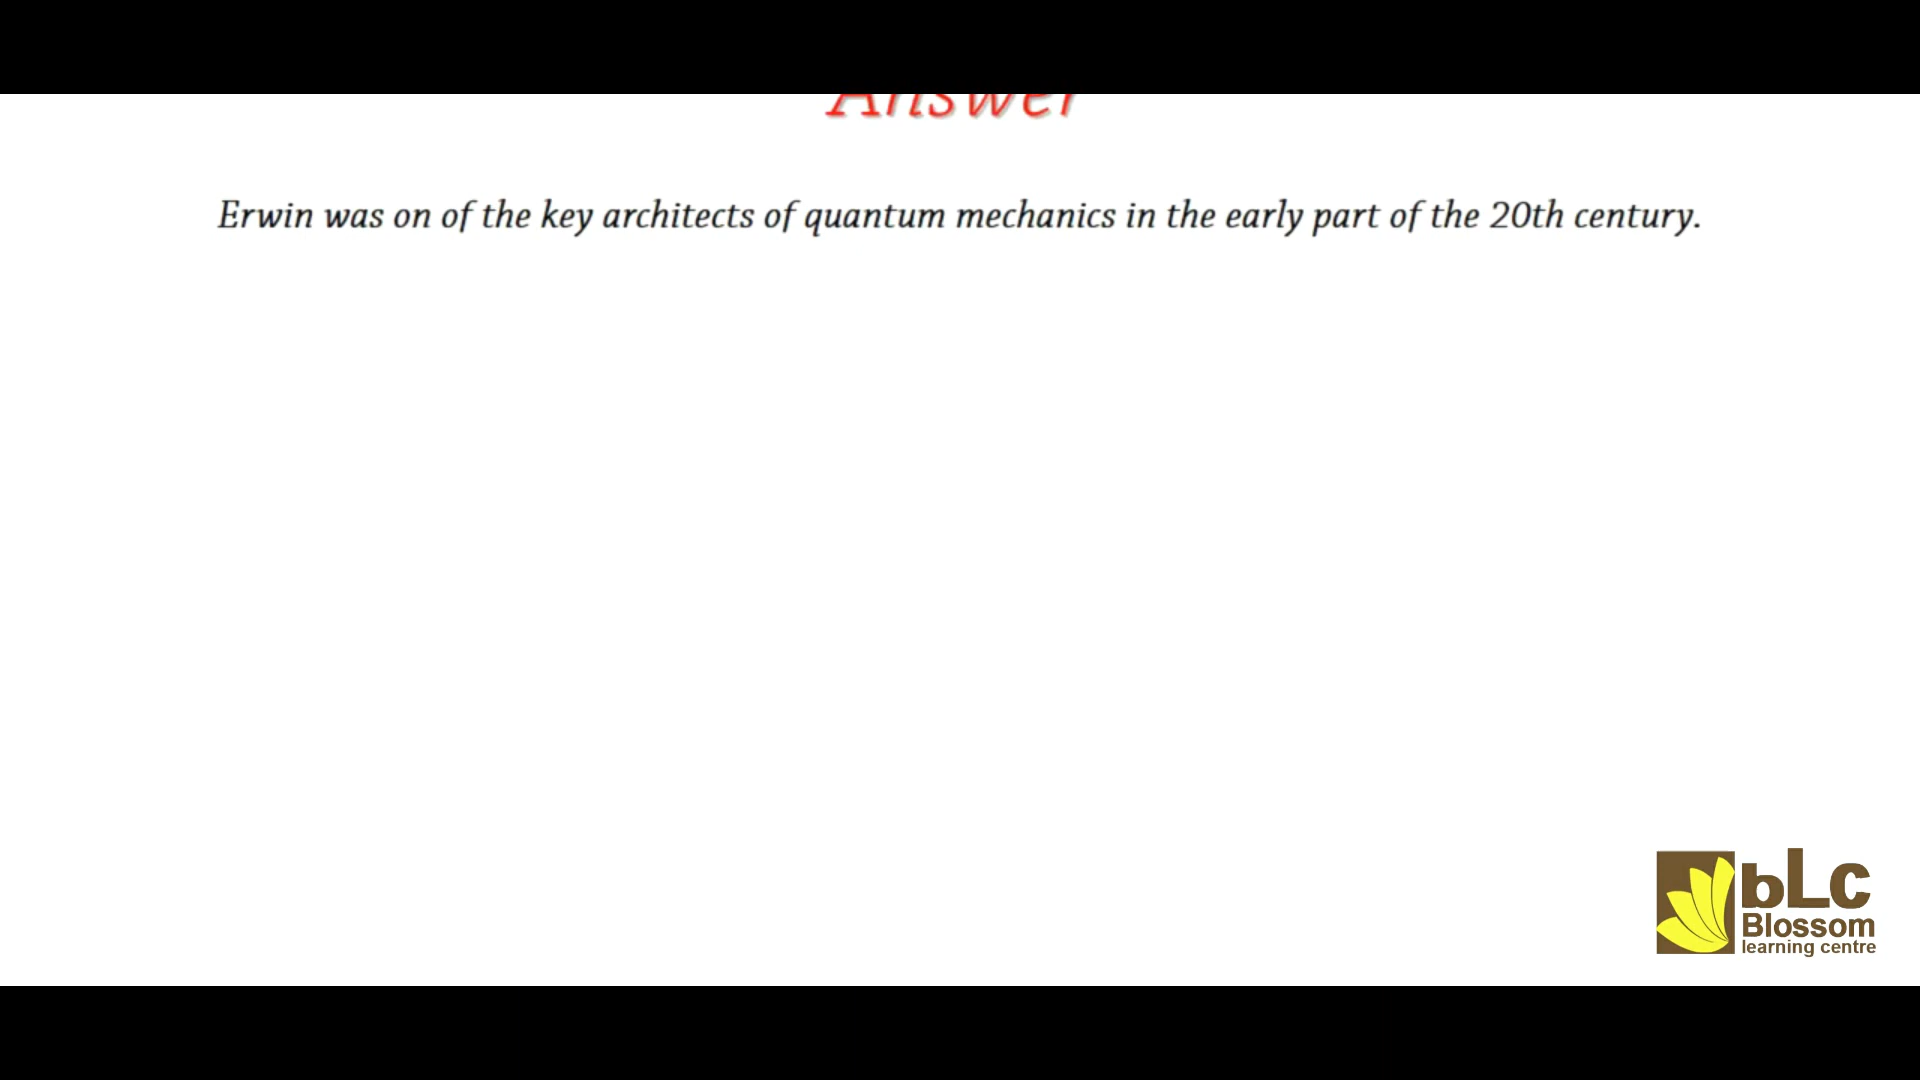 Answer
Erwin was on of the key architects of quantum mechanics in the early part of the 20th century.
bLc
Blossom
learning centre